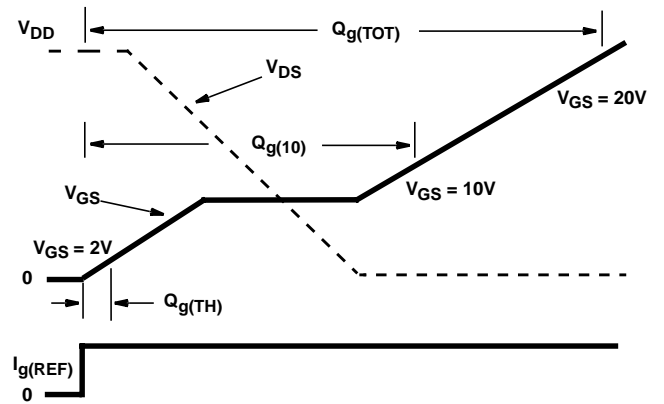 V_DD
Q_g(TOT)
V_DS
V_GS = 20V
Q_g(10)
V_GS
V_GS = 10V
V_GS = 2V
0
Q_g(TH)
I_g(REF)
0